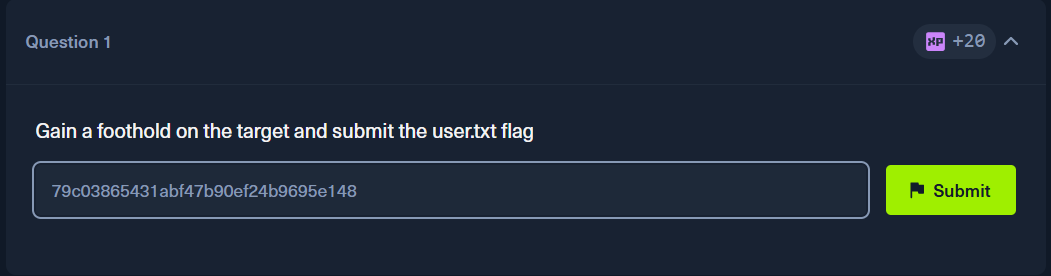 Question 1
XP +20
Gain a foothold on the target and submit the user.txt flag
79c03865431abf47b90ef24b9695e148
Submit